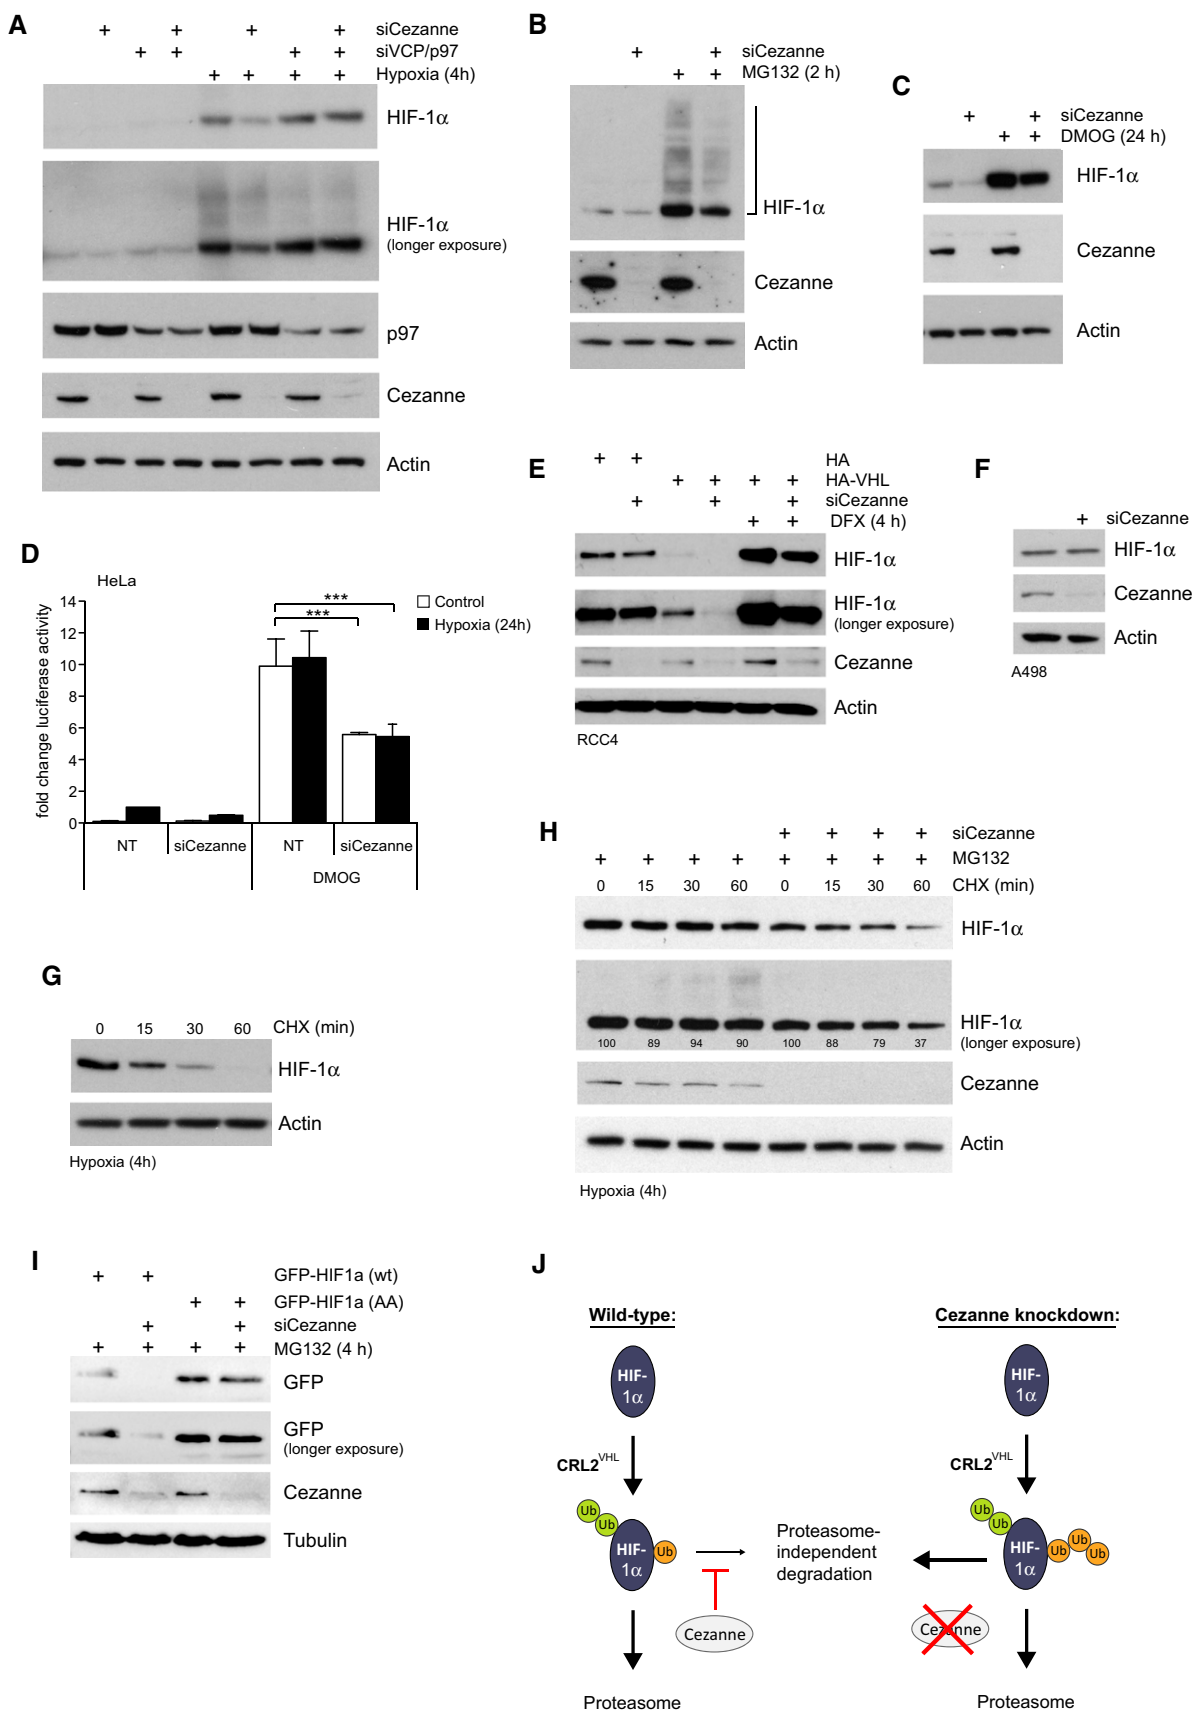 A
+ + + siCezanne
+ + + + siVCP/p97
+ + + + Hypoxia (4h)
HIF-1α
HIF-1α
(longer exposure)
p97
Cezanne
Actin
B
+ + siCezanne
+ + MG132 (2 h)
HIF-1α
Cezanne
Actin
C
+ + siCezanne
+ + DMOG (24 h)
HIF-1α
Cezanne
Actin
D
HeLa
fold change luciferase activity
14
12
10
8
6
4
2
0
***
***
Control
Hypoxia (24h)
NT siCezanne NT siCezanne
DMOG
E
+ + HA
+ + + + HA-VHL
+ + + siCezanne
+ + DFX (4 h)
HIF-1α
HIF-1α
(longer exposure)
Cezanne
Actin
RCC4
F
+ siCezanne
HIF-1α
Cezanne
Actin
A498
G
0 15 30 60 CHX (min)
HIF-1α
Actin
Hypoxia (4h)
H
+ + + + siCezanne
+ + + + + + + + MG132
0 15 30 60 0 15 30 60 CHX (min)
HIF-1α
HIF-1α
(longer exposure)
100 89 94 90 100 88 79 37
Cezanne
Actin
Hypoxia (4h)
I
+ + GFP-HIF1a (wt)
+ + GFP-HIF1a (AA)
+ + siCezanne
+ + + + MG132 (4 h)
GFP
GFP
(longer exposure)
Cezanne
Tubulin
J
Wild-type:
HIF-
1α
CRL2VHL
Ub
Ub
HIF-
1α
Ub
Cezanne
Proteasome
Proteasome-
independent
degradation
Cezanne knockdown:
HIF-
1α
CRL2VHL
Ub
Ub
HIF-
1α
Ub
Ub
Ub
Cezanne
Proteasome